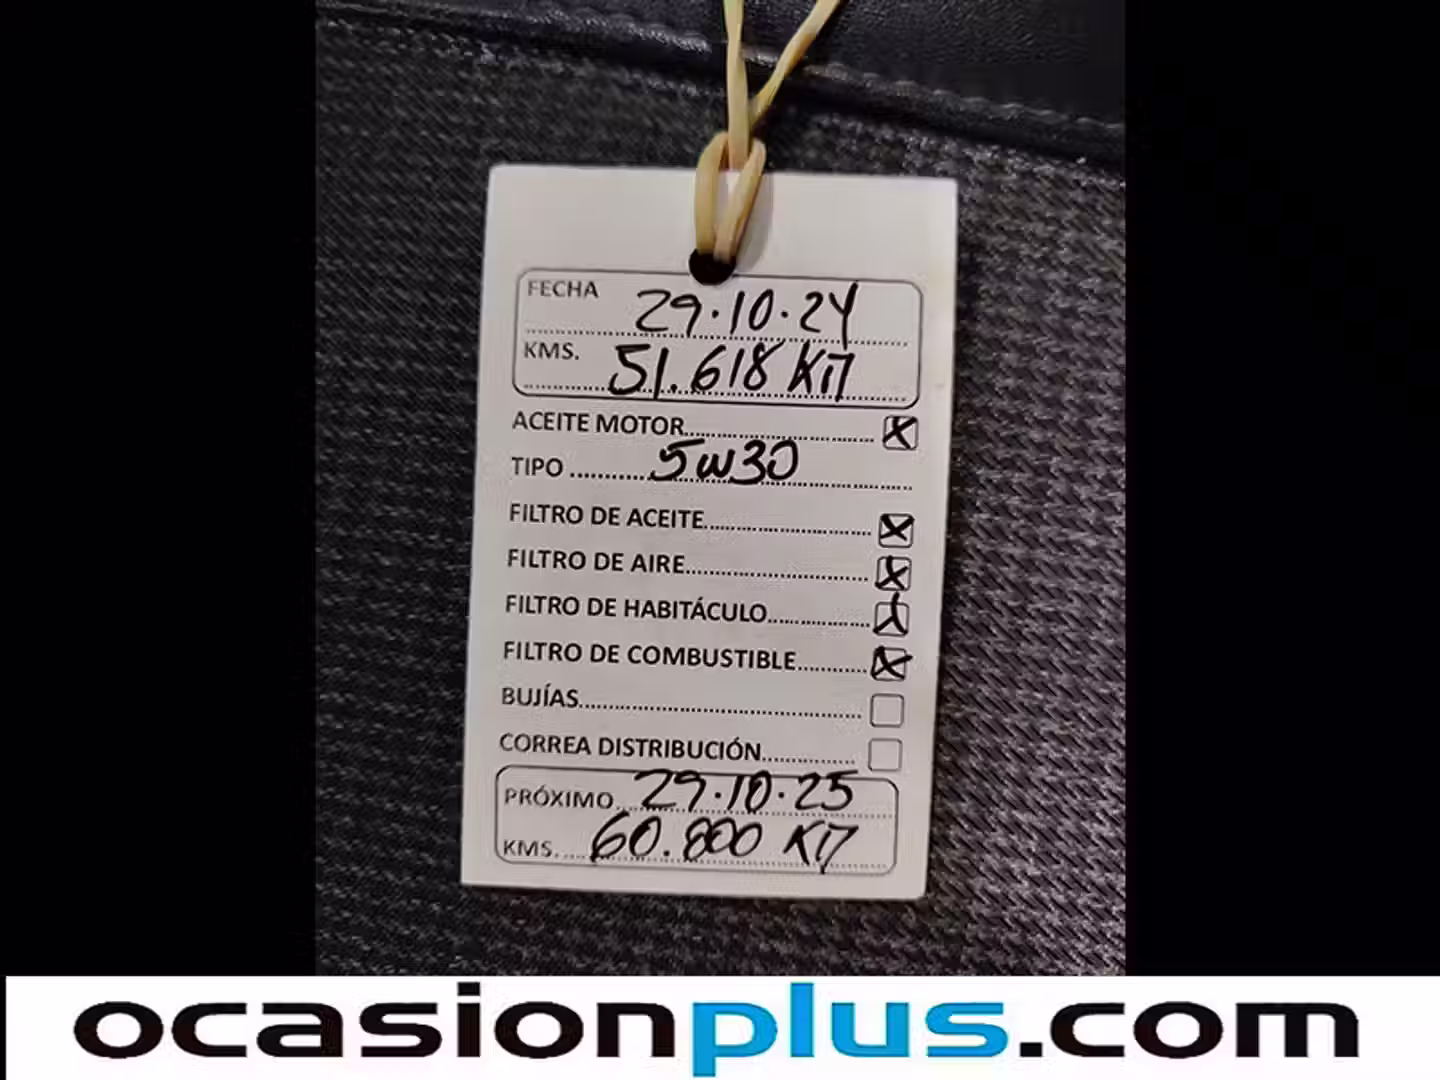 FECHA 29.10.24
KMS. 51.618 KM
ACEITE MOTOR
TIPO 5W30
FILTRO DE ACEITE
FILTRO DE AIRE
FILTRO DE HABITÁCULO
FILTRO DE COMBUSTIBLE
BUJÍAS
CORREA DISTRIBUCIÓN
PRÓXIMO 29.10.25
KMS. 60.800 KM
ocasionplus.com